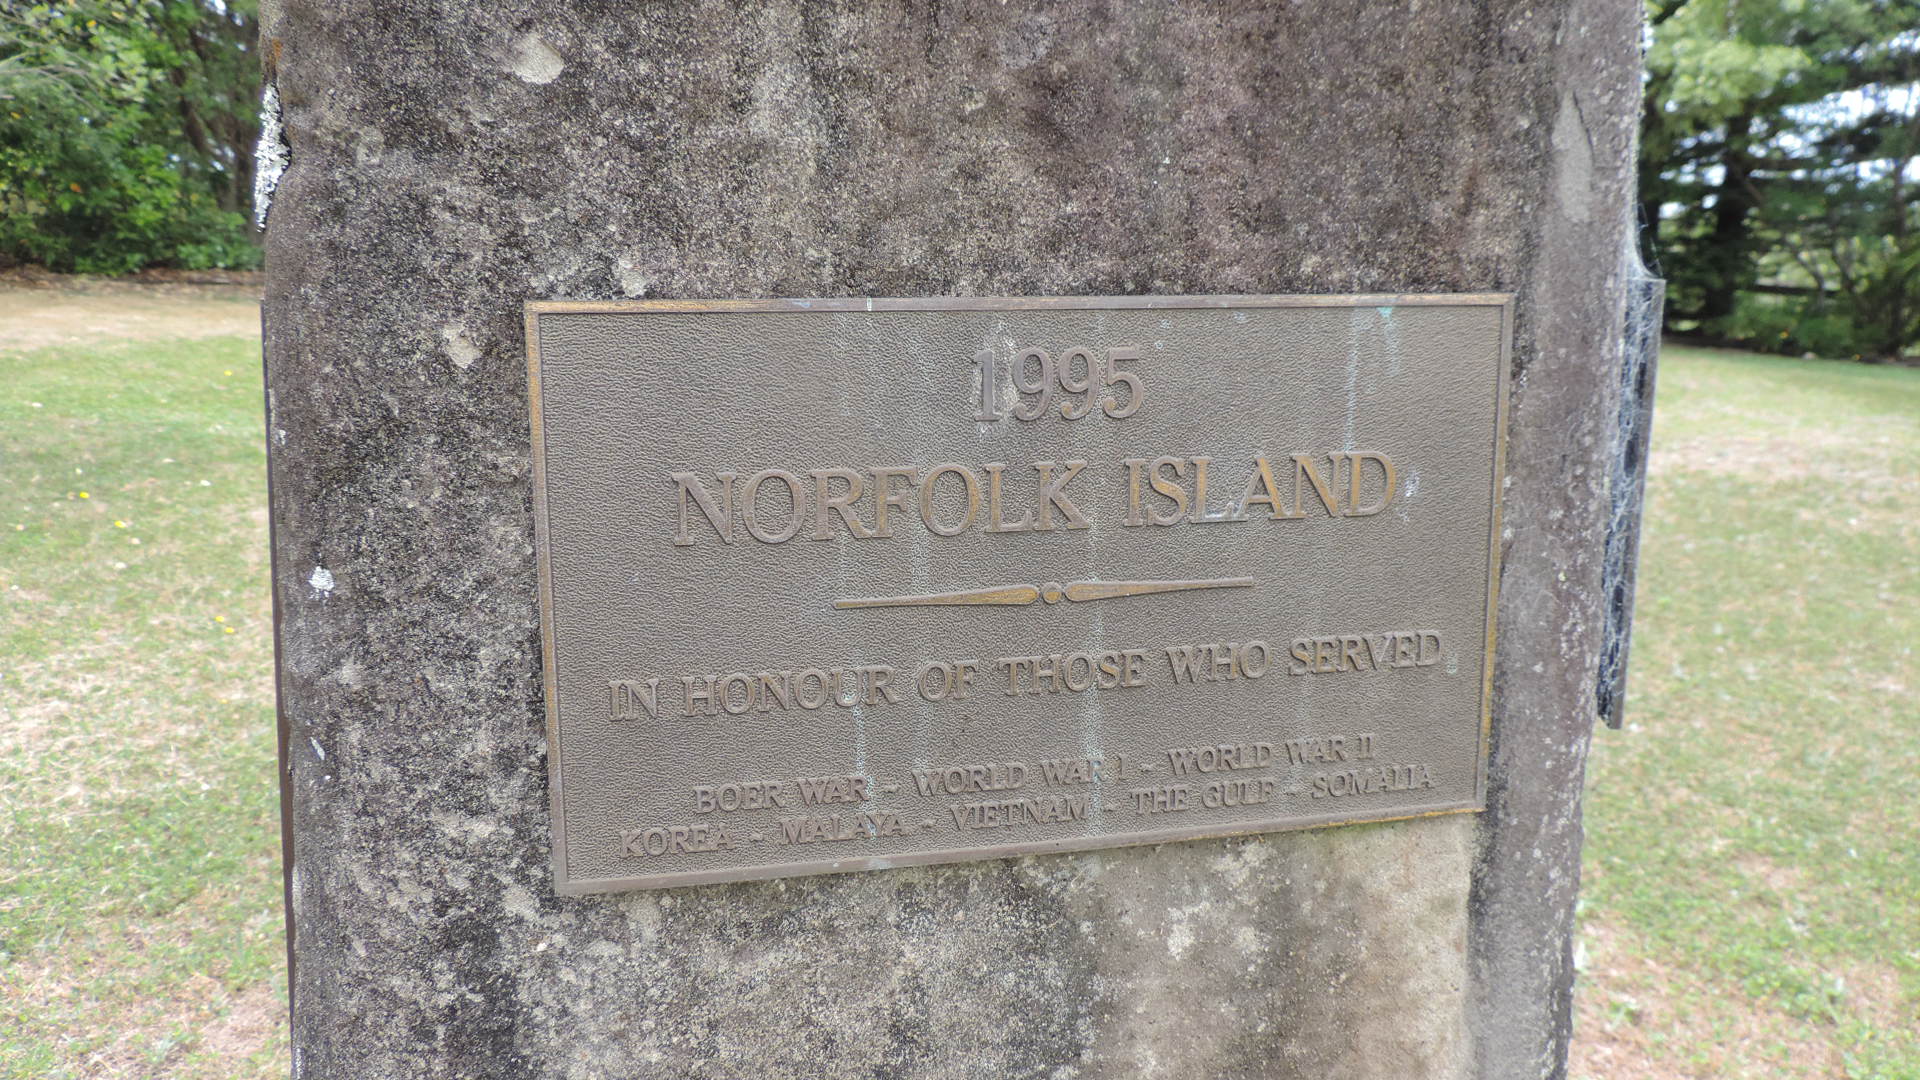 1995
NORFOLK ISLAND
IN HONOUR OF THOSE WHO SERVED
BOER WAR - WORLD WAR I - WORLD WAR II
KOREA - MALAYA - VIETNAM - THE GULF - SOMALIA